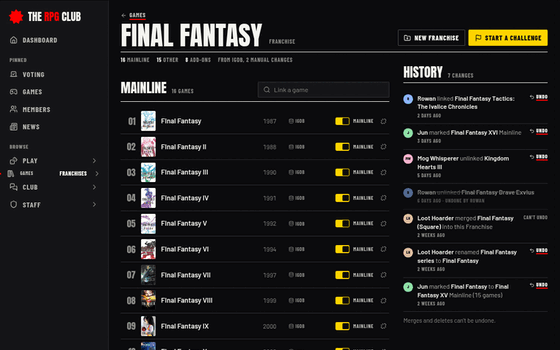 THE RPG CLUB
DASHBOARD
PINNED
VOTING
GAMES
MEMBERS
NEWS
BROWSE
PLAY
GAMES FRANCHISES
CLUB
STAFF
← GAMES
FINAL FANTASY FRANCHISE
NEW FRANCHISE
START A CHALLENGE
16 MAINLINE 15 OTHER 8 ADD-ONS FROM IGDB, 2 MANUAL CHANGES
MAINLINE 16 GAMES
Link a game
01 Final Fantasy 1987 IGDB MAINLINE
02 Final Fantasy II 1988 IGDB MAINLINE
03 Final Fantasy III 1990 IGDB MAINLINE
04 Final Fantasy IV 1991 IGDB MAINLINE
05 Final Fantasy V 1992 IGDB MAINLINE
06 Final Fantasy VI 1994 IGDB MAINLINE
07 Final Fantasy VII 1997 IGDB MAINLINE
08 Final Fantasy VIII 1999 IGDB MAINLINE
09 Final Fantasy IX 2000 IGDB MAINLINE
HISTORY 7 CHANGES
Rowan linked Final Fantasy Tactics: UNDO
The Ivalice Chronicles
2 DAYS AGO
Jun marked Final Fantasy XVI Mainline UNDO
2 DAYS AGO
Mog Whisperer unlinked Kingdom UNDO
Hearts III
5 DAYS AGO
Rowan unlinked Final Fantasy Brave Exvius
6 DAYS AGO · UNDONE BY ROWAN
Loot Hoarder merged Final Fantasy CAN'T UNDO
(Square) into this Franchise
2 WEEKS AGO
Loot Hoarder renamed Final Fantasy UNDO
series to Final Fantasy
2 WEEKS AGO
Jun marked Final Fantasy to Final UNDO
Fantasy XV Mainline (15 games)
3 WEEKS AGO
Merges and deletes can't be undone.